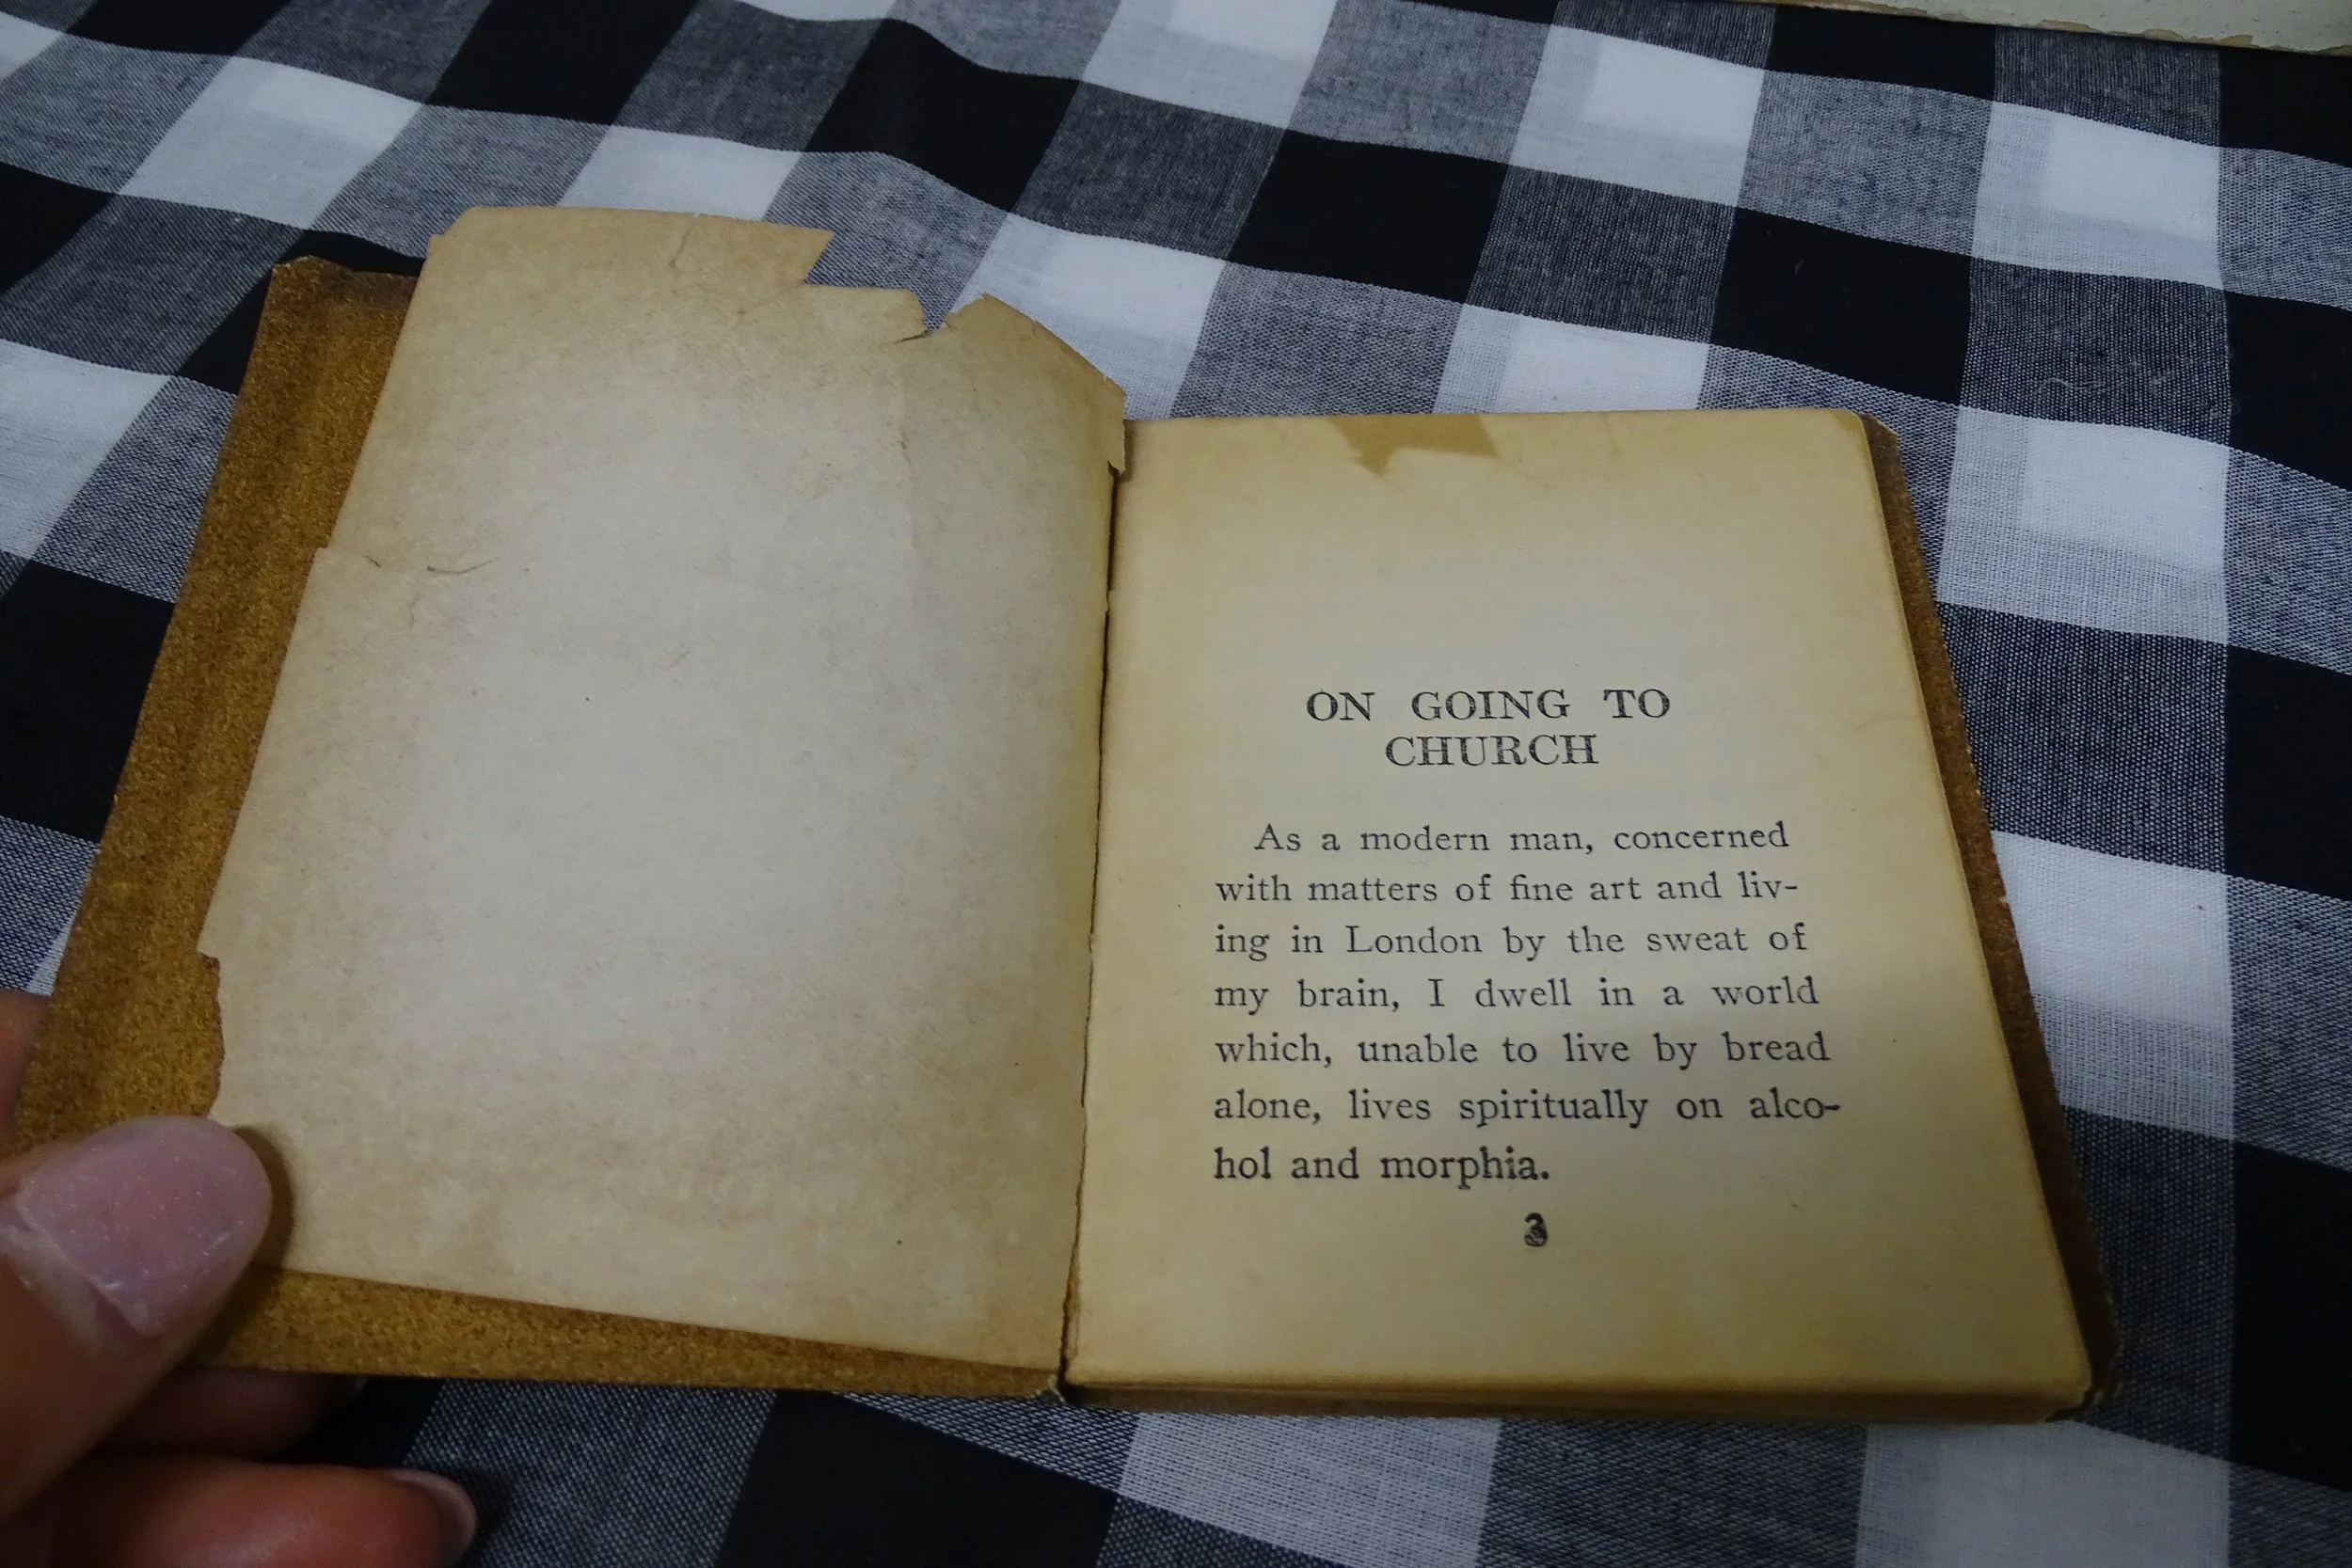 ON GOING TO
CHURCH
As a modern man, concerned
with matters of fine art and liv-
ing in London by the sweat of
my brain, I dwell in a world
which, unable to live by bread
alone, lives spiritually on alco-
hol and morphia.
3